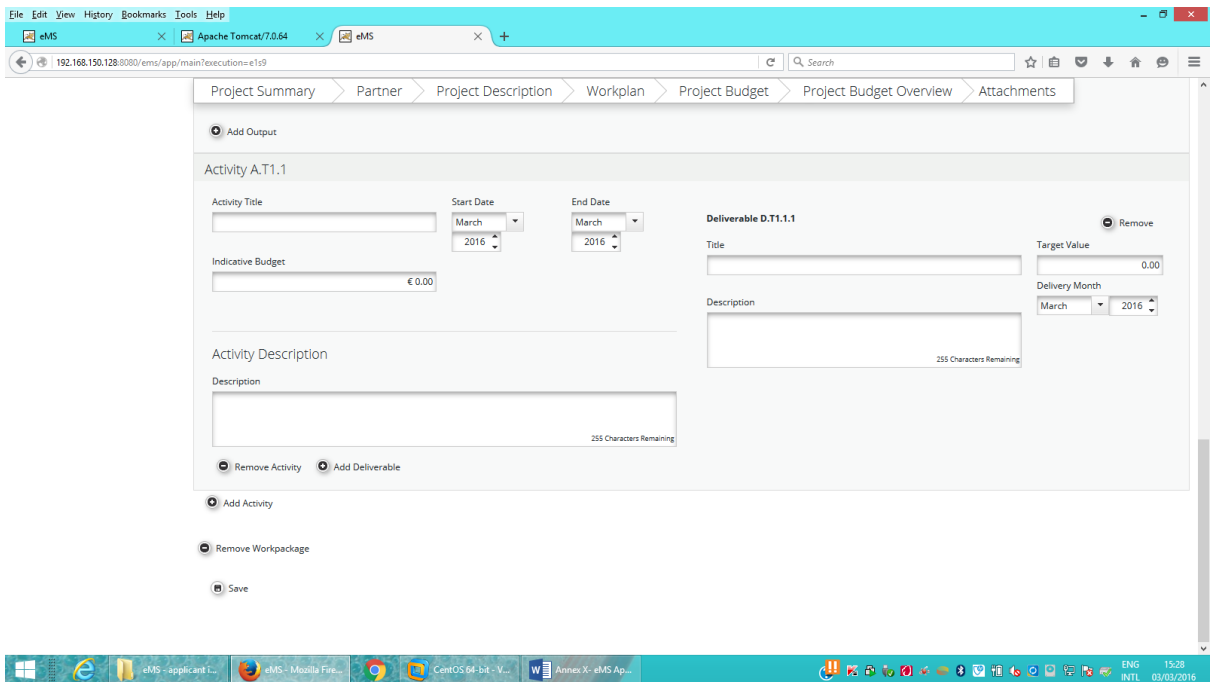 File Edit View History Bookmarks Tools Help
eMS
Apache Tomcat/7.0.64
eMS
192.168.150.128:8080/ems/app/main?execution=e1s9
Search
Project Summary Partner Project Description Workplan Project Budget Project Budget Overview Attachments
Add Output
Activity A.T1.1
Activity Title Start Date End Date
March March
2016 2016
Indicative Budget
€ 0.00
Deliverable D.T1.1.1 Remove
Title Target Value
0.00
Delivery Month
Description
March 2016
255 Characters Remaining
Activity Description
Description
255 Characters Remaining
Remove Activity Add Deliverable
Add Activity
Remove Workpackage
Save
eMS - applicant i... eMS - Mozilla Fire... CentOS 64-bit - V... Annex X- eMS Ap...
ENG 15:28
INTL 03/03/2016